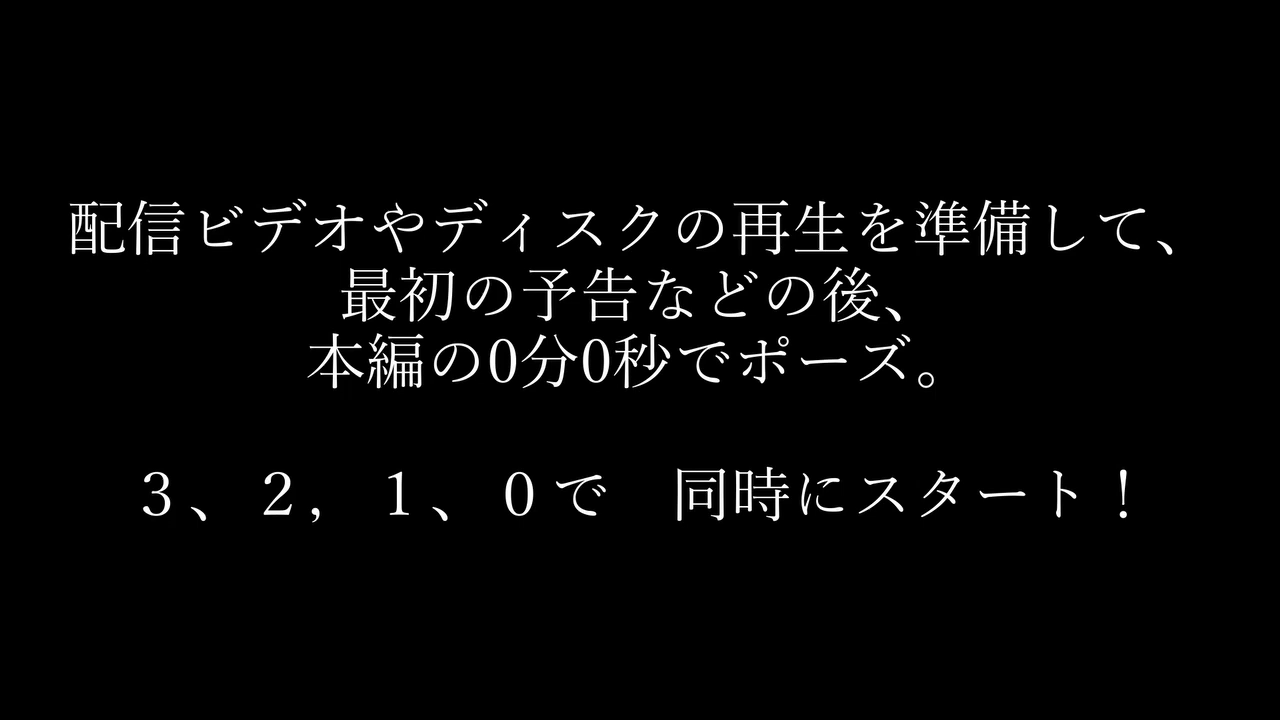 配信ビデオやディスクの再生を準備して、
最初の予告などの後、
本編の0分0秒でポーズ。
３、２，１、０で　同時にスタート！